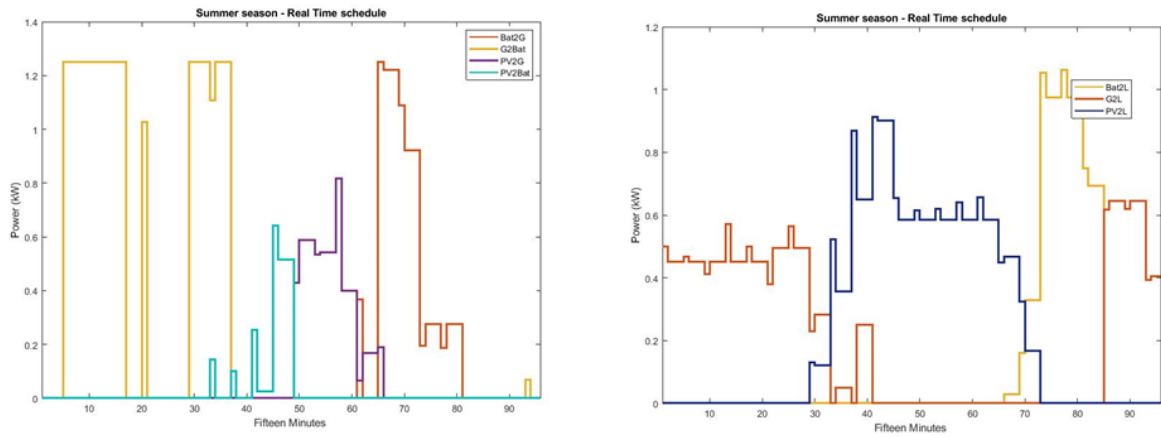 Summer season - Real Time schedule
1.4
1.2
1
0.8
0.6
0.4
0.2
0
Power (kW)
Bat2G
G2Bat
PV2G
PV2Bat
10 20 30 40 50 60 70 80 90
Fifteen Minutes
Summer season - Real Time schedule
1.2
1
0.8
0.6
0.4
0.2
0
Power (kW)
Bat2L
G2L
PV2L
10 20 30 40 50 60 70 80 90
Fifteen Minutes